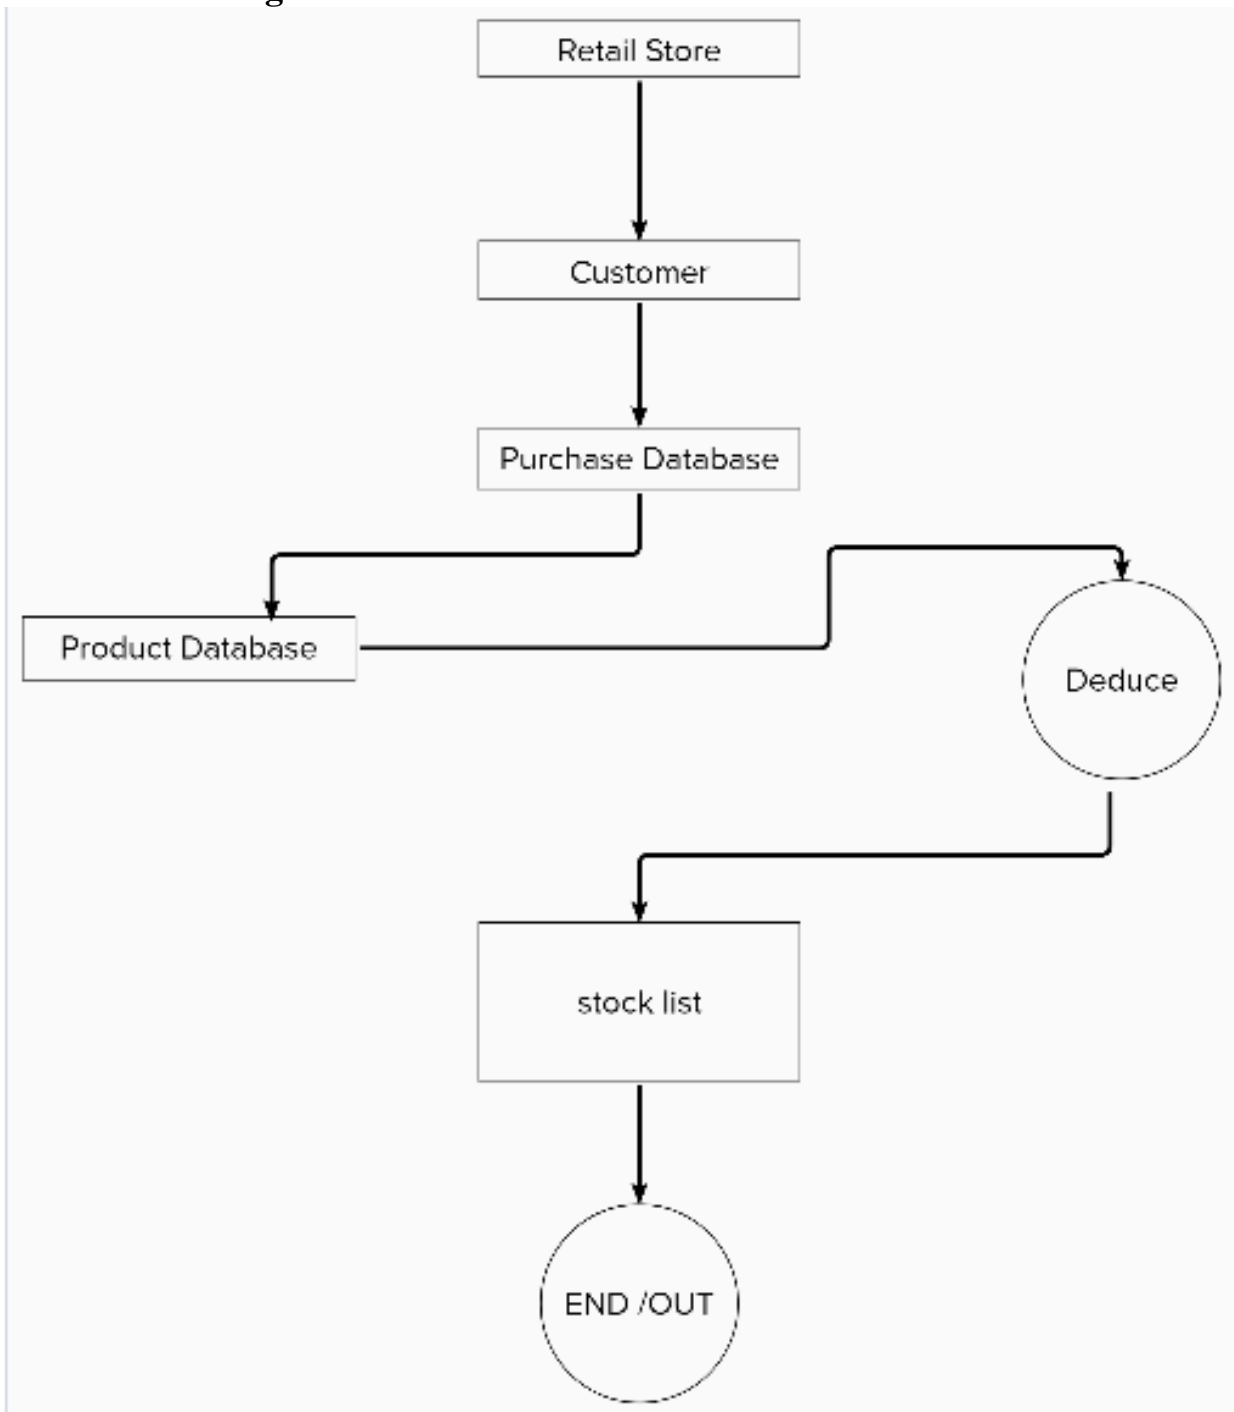 Retail Store
Customer
Purchase Database
Product Database
Deduce
stock list
END /OUT